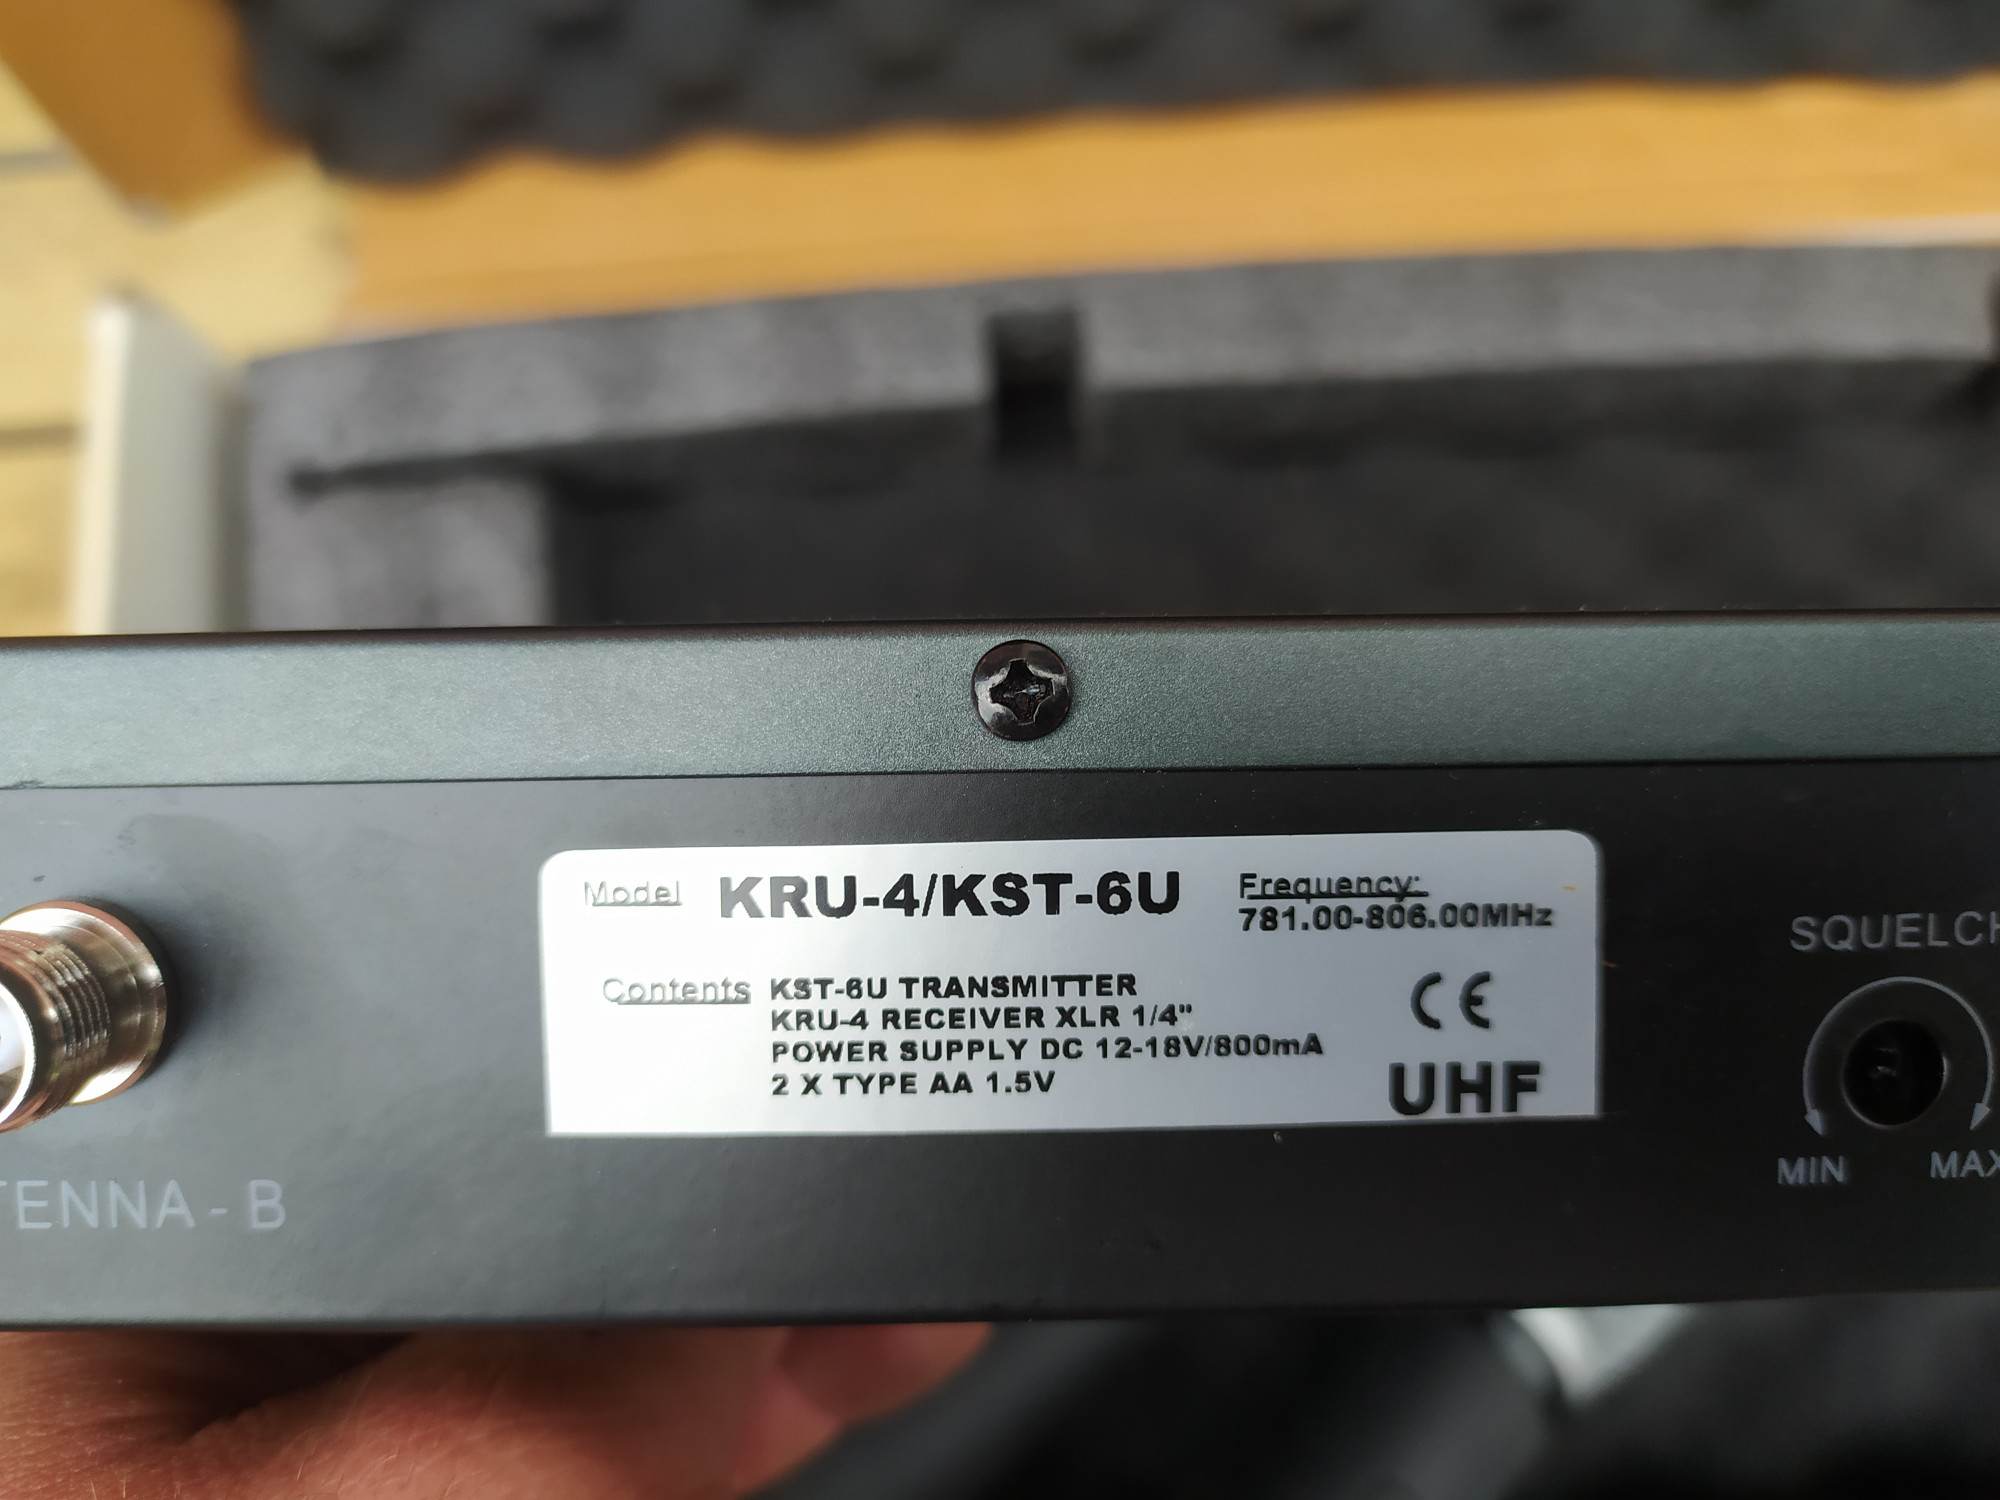 Model KRU-4/KST-6U Frequency:
781.00-806.00MHz
Contents KST-6U TRANSMITTER
KRU-4 RECEIVER XLR 1/4"
POWER SUPPLY DC 12-18V/800mA
2 X TYPE AA 1.5V
CE
UHF
TENNA - B
SQUELCH
MIN MAX